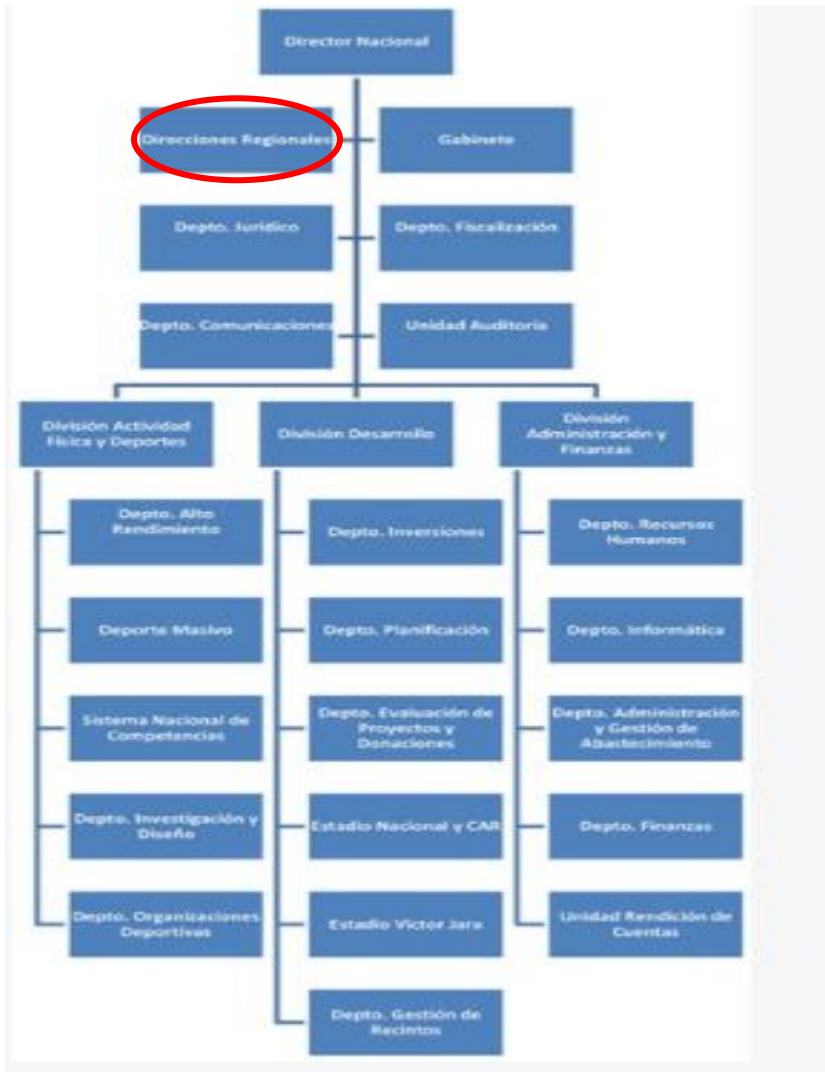 Director Nacional
Direcciones Regionales
Gabinete
Depto. Jurídico
Depto. Fiscalización
Depto. Comunicaciones
Unidad Auditoria
División Actividad
Física y Deportes
División Desarrollo
División
Administración y
Finanzas
Depto. Alto
Rendimiento
Deporte Masivo
Sistema Nacional de
Competencias
Depto. Investigación y
Diseño
Depto. Organizaciones
Deportivas
Depto. Inversiones
Depto. Planificación
Depto. Evaluación de
Proyectos y
Donaciones
Estadio Nacional y CAR
Estadio Victor Jara
Depto. Gestión de
Recintos
Depto. Recursos
Humanos
Depto. Informática
Depto. Administración
y Gestión de
Abastecimiento
Depto. Finanzas
Unidad Rendición de
Cuentas